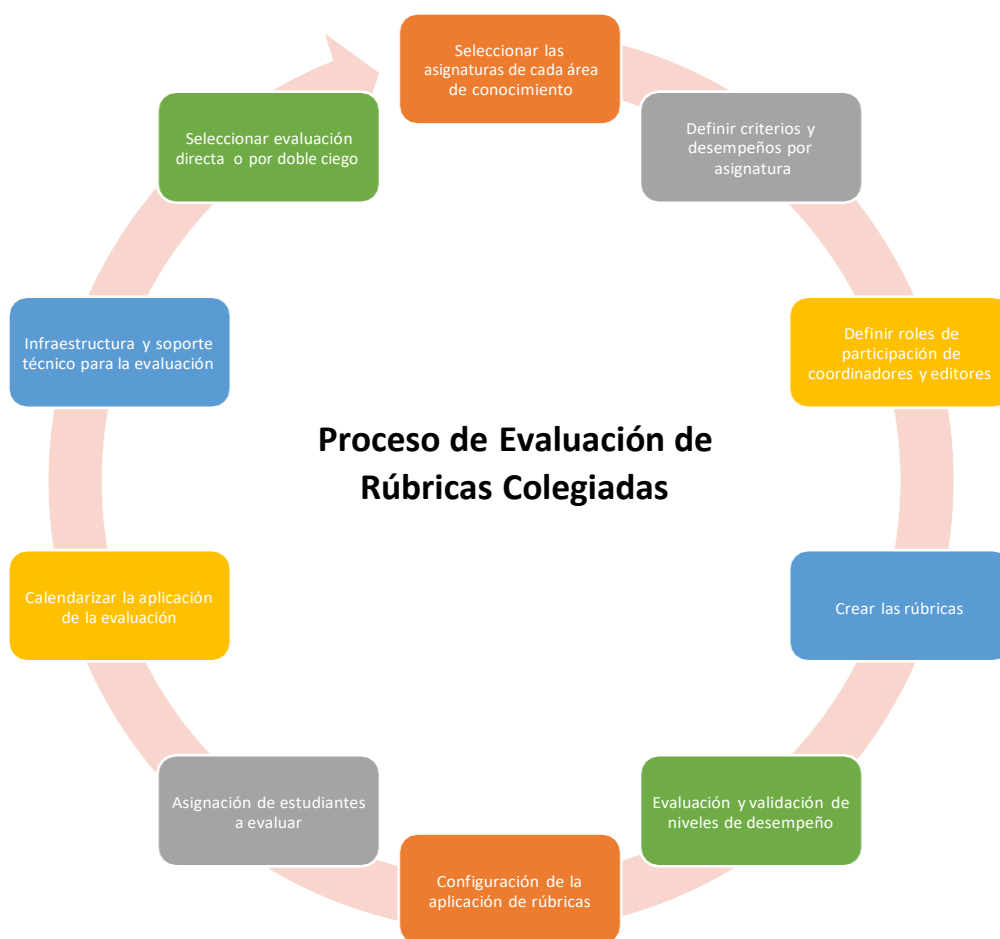 Seleccionar las
asignaturas de cada área
de conocimiento
Definir criterios y
desempeños por
asignatura
Definir roles de
participación de
coordinadores y editores
Crear las rúbricas
Evaluación y validación de
niveles de desempeño
Configuración de la
aplicación de rúbricas
Asignación de estudiantes
a evaluar
Calendarizar la aplicación
de la evaluación
Infraestructura y soporte
técnico para la evaluación
Seleccionar evaluación
directa o por doble ciego
Proceso de Evaluación de
Rúbricas Colegiadas